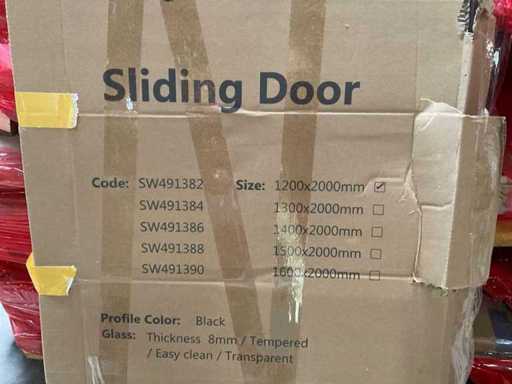 Sliding Door
Code: SW491382 Size: 1200x2000mm ☑
SW491384 1300x2000mm ☐
SW491386 1400x2000mm ☐
SW491388 1500x2000mm ☐
SW491390 1600x2000mm ☐
Profile Color: Black
Glass: Thickness 8mm / Tempered
/ Easy clean / Transparent